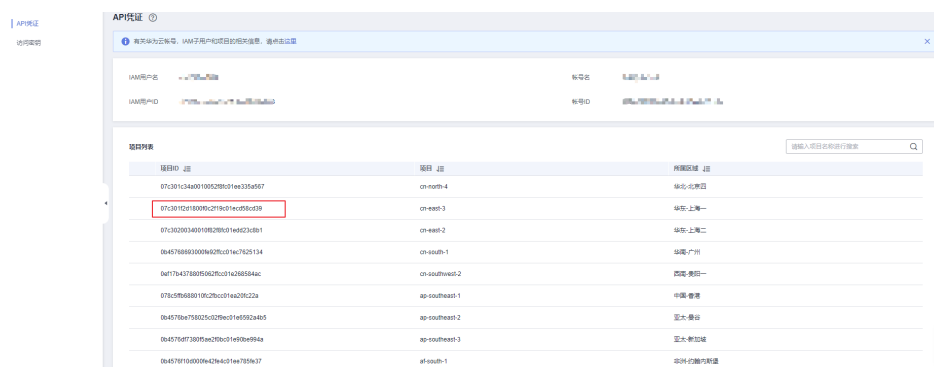 API凭证
API凭证
访问密钥
有关华为云帐号、IAM子用户和项目的相关信息，请点击这里
IAM用户名
帐号名
IAM用户ID
帐号ID
项目列表
请输入项目名称进行搜索
项目ID 项目 所属区域
07c301c34a0010052f8fc01ee335a567 cn-north-4 华北-北京四
07c301f2d1800f0c2f19c01ecd58cd39 cn-east-3 华东-上海一
07c30200340010f82f8fc01edd23c8b1 cn-east-2 华东-上海二
0b45768693000fe92ffcc01ec7625134 cn-south-1 华南-广州
0ef17b437880f5062ffcc01e268584ac cn-southwest-2 西南-贵阳一
078c5ffb688010fc2fbcc01ea20fc22a ap-southeast-1 中国-香港
0b4576be758025c02f9ec01e6592a4b5 ap-southeast-2 亚太-曼谷
0b4576df7380f5ae2f0bc01e90be994a ap-southeast-3 亚太-新加坡
0b4576f10d000fe42fe4c01ee785fe37 af-south-1 非洲-约翰内斯堡